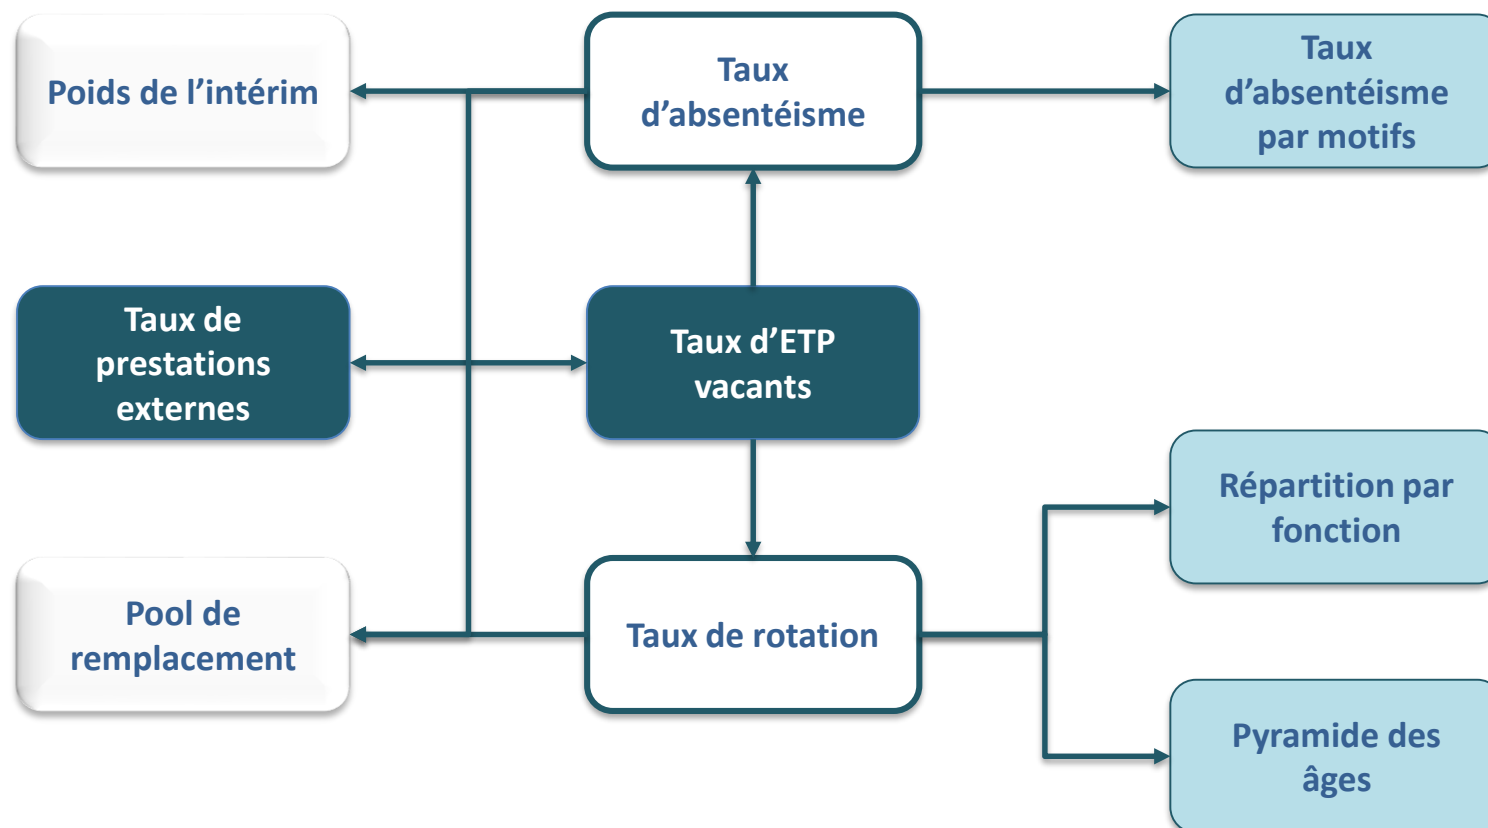 Poids de l’intérim
Taux
d’absentéisme
Taux
d’absentéisme
par motifs
Taux de
prestations
externes
Taux d’ETP
vacants
Répartition par
fonction
Pool de
remplacement
Taux de rotation
Pyramide des
âges